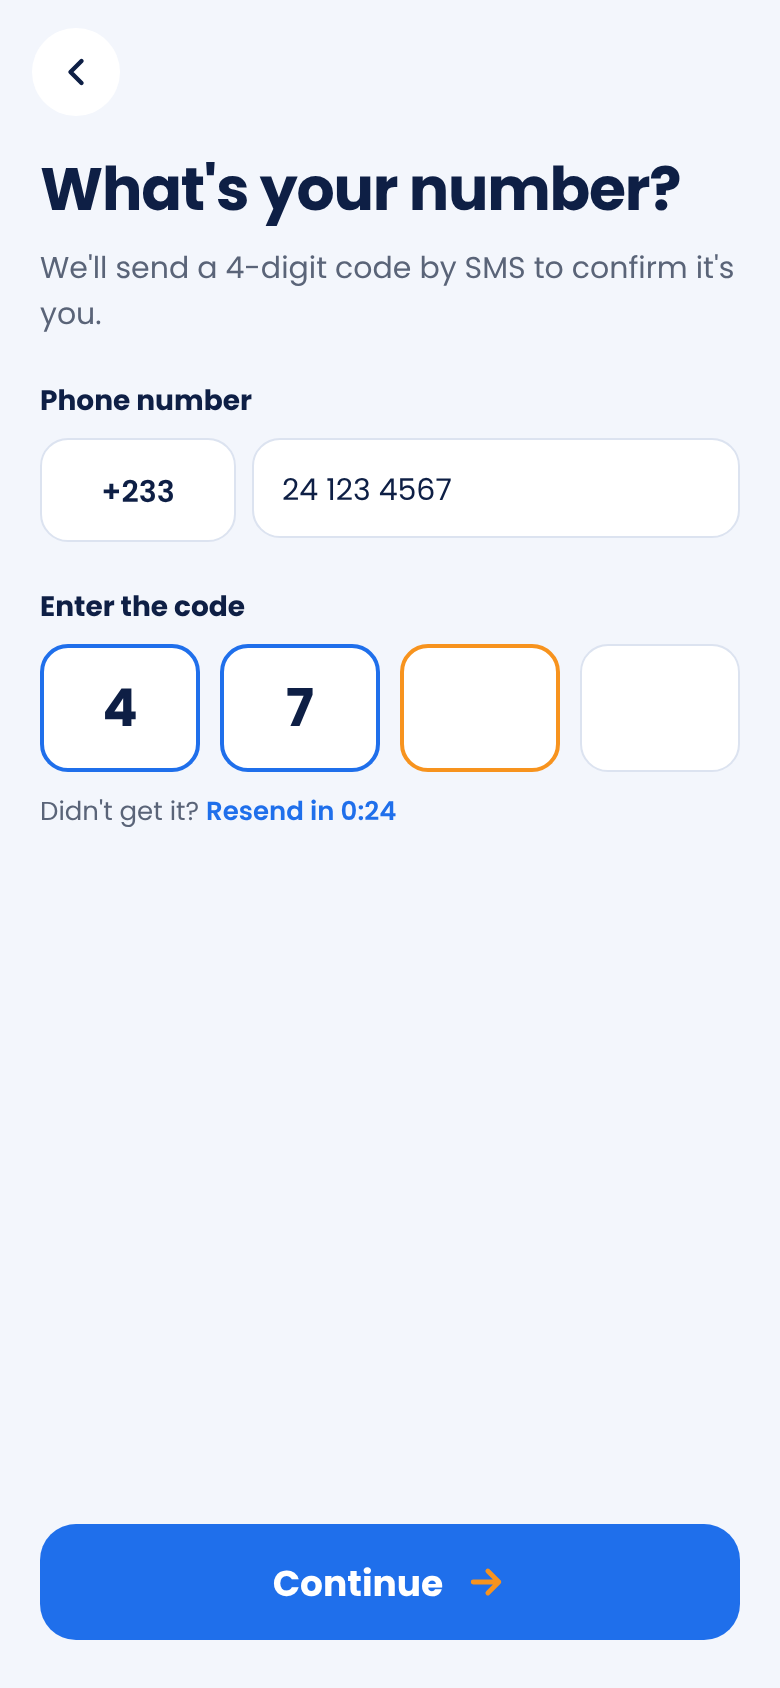 What's your number?
We'll send a 4-digit code by SMS to confirm it's
you.
Phone number
+233
24 123 4567
Enter the code
4 7
Didn't get it? Resend in 0:24
Continue